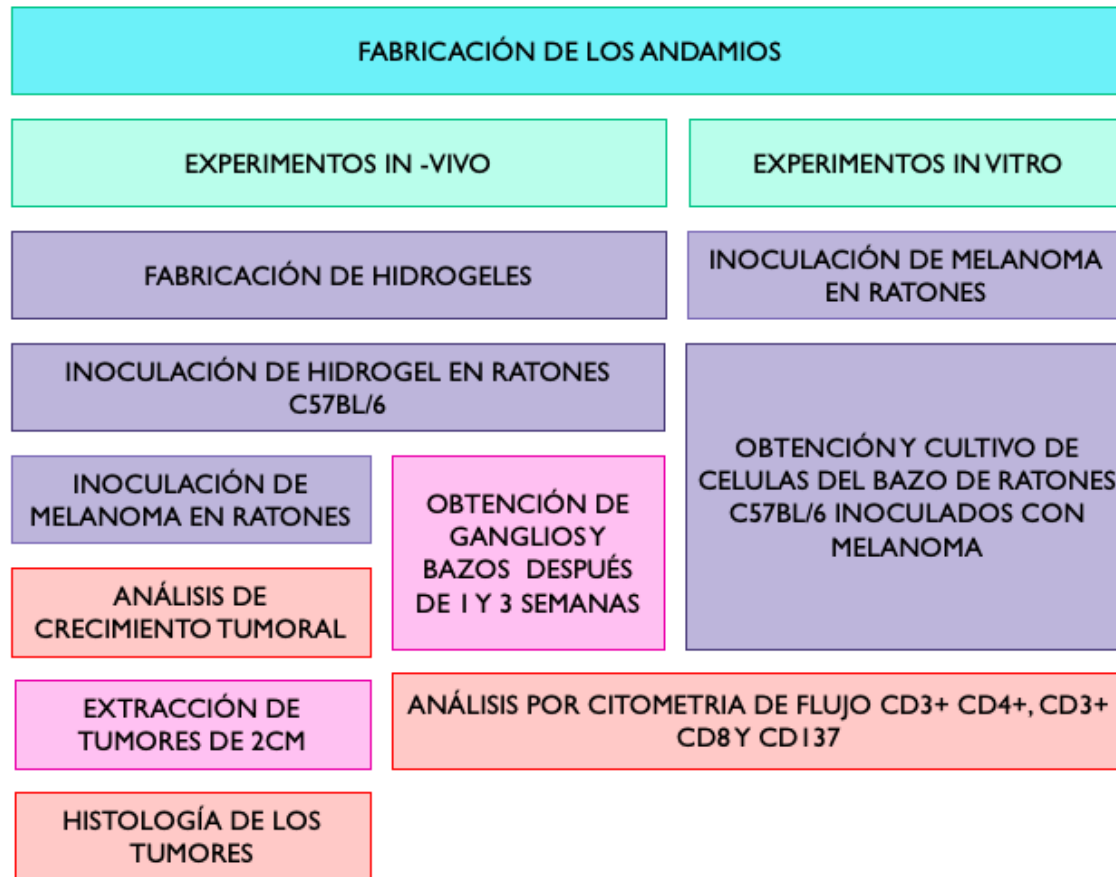 FABRICACIÓN DE LOS ANDAMIOS
EXPERIMENTOS IN -VIVO
EXPERIMENTOS IN VITRO
FABRICACIÓN DE HIDROGELES
INOCULACIÓN DE MELANOMA
EN RATONES
INOCULACIÓN DE HIDROGEL EN RATONES
C57BL/6
INOCULACIÓN DE
MELANOMA EN RATONES
OBTENCIÓN DE
GANGLIOS Y
BAZOS DESPUÉS
DE 1 Y 3 SEMANAS
OBTENCIÓN Y CULTIVO DE
CELULAS DEL BAZO DE RATONES
C57BL/6 INOCULADOS CON
MELANOMA
ANÁLISIS DE
CRECIMIENTO TUMORAL
EXTRACCIÓN DE
TUMORES DE 2CM
ANÁLISIS POR CITOMETRIA DE FLUJO CD3+ CD4+, CD3+
CD8 Y CD137
HISTOLOGÍA DE LOS
TUMORES